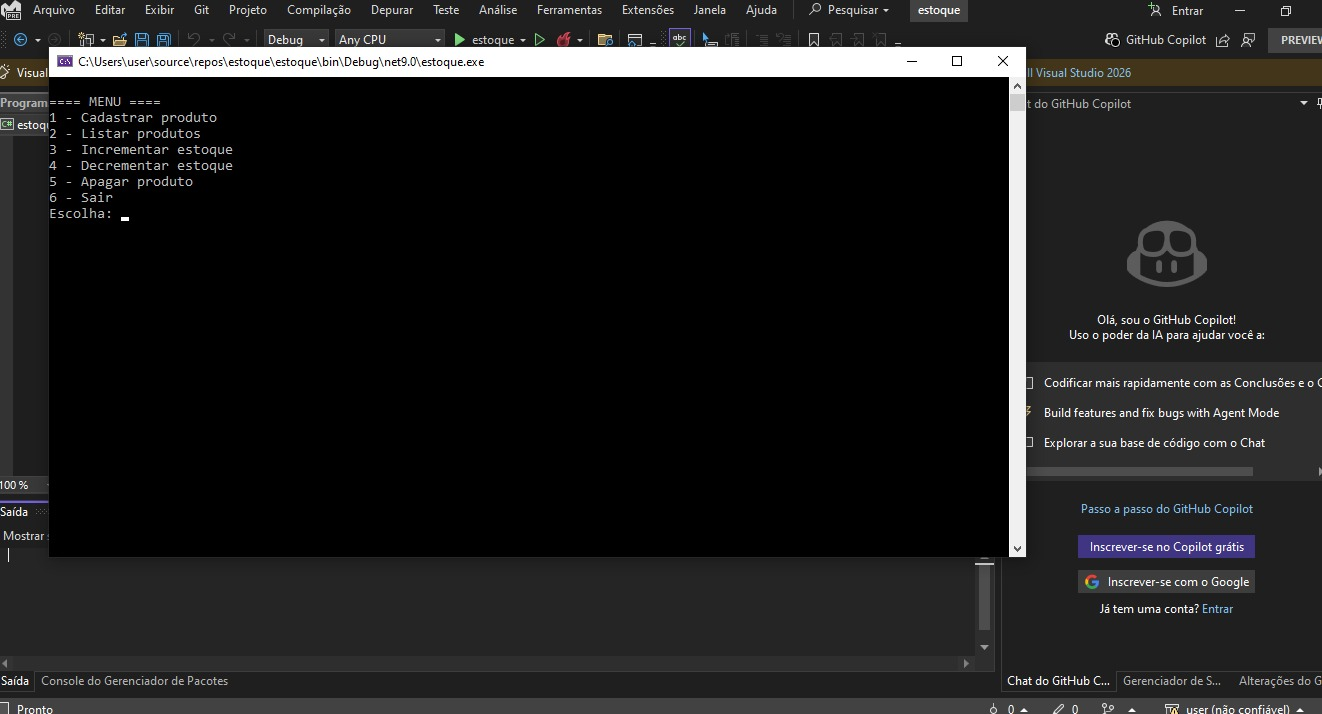 Arquivo Editar Exibir Git Projeto Compilação Depurar Teste Análise Ferramentas Extensões Janela Ajuda Pesquisar estoque Entrar
PRE
Debug Any CPU estoque abc GitHub Copilot PREVIEW
C:\Users\user\source\repos\estoque\estoque\bin\Debug\net9.0\estoque.exe
Visual
ll Visual Studio 2026
Program
t do GitHub Copilot
C# estoq
==== MENU ====
1 - Cadastrar produto
2 - Listar produtos
3 - Incrementar estoque
4 - Decrementar estoque
5 - Apagar produto
6 - Sair
Escolha:
Olá, sou o GitHub Copilot!
Uso o poder da IA para ajudar você a:
Codificar mais rapidamente com as Conclusões e o C
Build features and fix bugs with Agent Mode
Explorar a sua base de código com o Chat
100 %
Saída
Mostrar
Passo a passo do GitHub Copilot
Inscrever-se no Copilot grátis
Inscrever-se com o Google
Já tem uma conta? Entrar
Saída Console do Gerenciador de Pacotes
Chat do GitHub C... Gerenciador de S... Alterações do G
Pronto
0 0 user (não confiável)